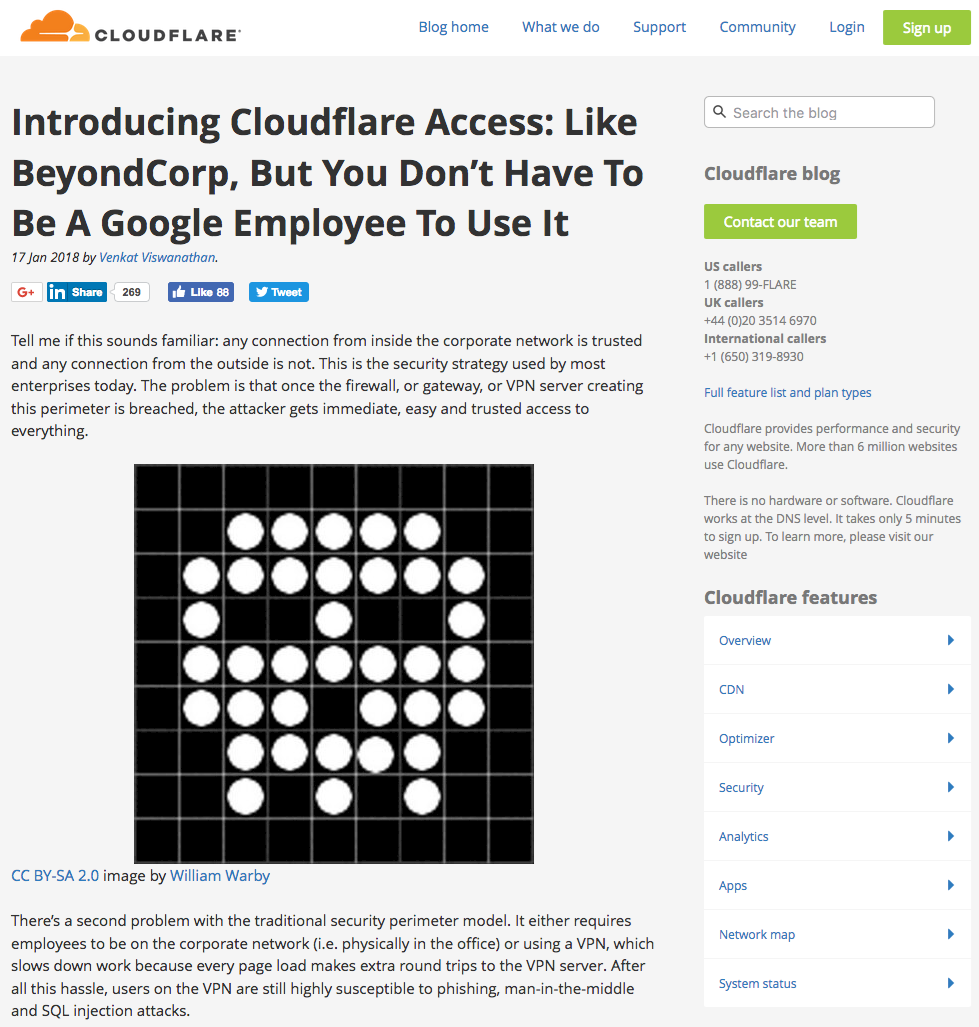 CLOUDFLARE
Blog home What we do Support Community Login Sign up
Introducing Cloudflare Access: Like
BeyondCorp, But You Don’t Have To
Be A Google Employee To Use It
17 Jan 2018 by Venkat Viswanathan.
G+ in Share 269 Like 88 Tweet
Tell me if this sounds familiar: any connection from inside the corporate network is trusted
and any connection from the outside is not. This is the security strategy used by most
enterprises today. The problem is that once the firewall, or gateway, or VPN server creating
this perimeter is breached, the attacker gets immediate, easy and trusted access to
everything.
CC BY-SA 2.0 image by William Warby
There’s a second problem with the traditional security perimeter model. It either requires
employees to be on the corporate network (i.e. physically in the office) or using a VPN, which
slows down work because every page load makes extra round trips to the VPN server. After
all this hassle, users on the VPN are still highly susceptible to phishing, man-in-the-middle
and SQL injection attacks.
Search the blog
Cloudflare blog
Contact our team
US callers
1 (888) 99-FLARE
UK callers
+44 (0)20 3514 6970
International callers
+1 (650) 319-8930
Full feature list and plan types
Cloudflare provides performance and security
for any website. More than 6 million websites
use Cloudflare.
There is no hardware or software. Cloudflare
works at the DNS level. It takes only 5 minutes
to sign up. To learn more, please visit our
website
Cloudflare features
Overview
CDN
Optimizer
Security
Analytics
Apps
Network map
System status